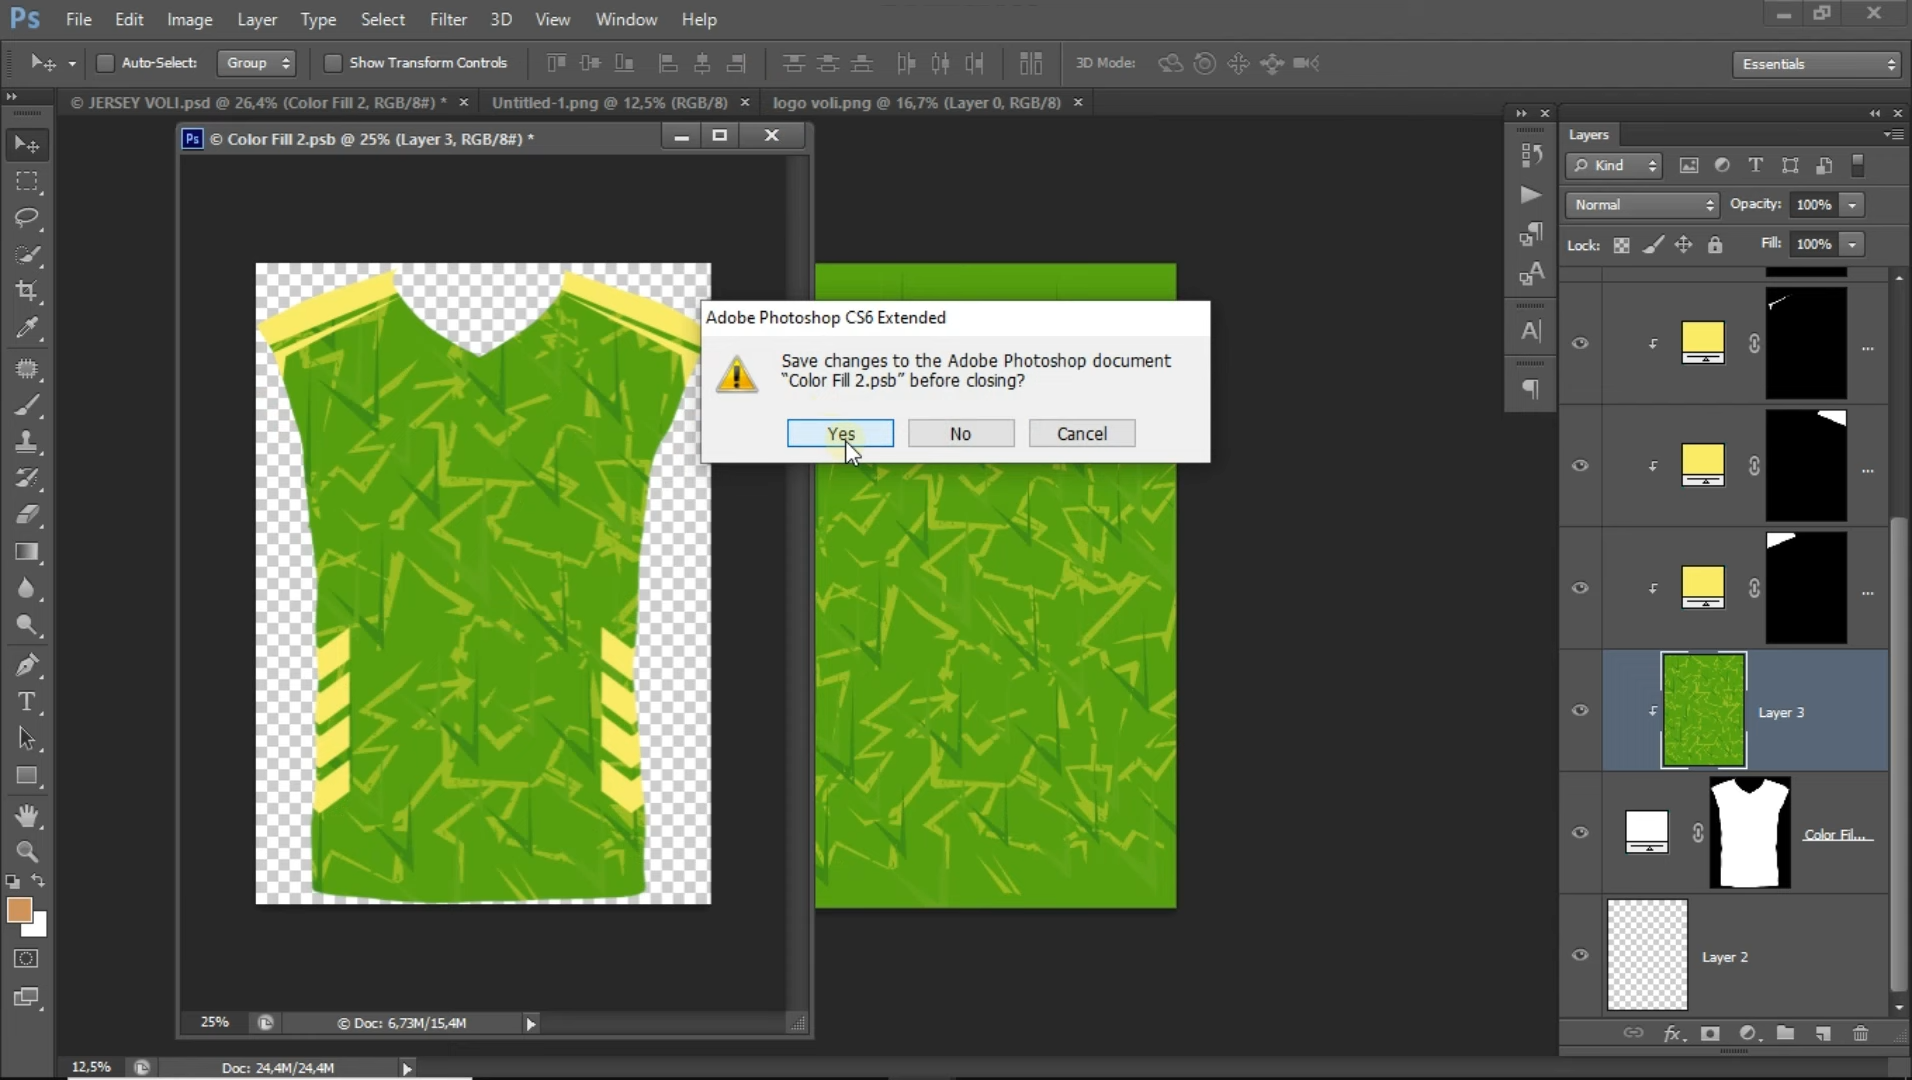 Ps File Edit Image Layer Type Select Filter 3D View Window Help
Auto-Select: Group Show Transform Controls 3D Mode: Essentials
© JERSEY VOLI.psd @ 26,4% (Color Fill 2, RGB/8#) * × Untitled-1.png @ 12,5% (RGB/8) × logo voli.png @ 16,7% (Layer 0, RGB/8) ×
Ps © Color Fill 2.psb @ 25% (Layer 3, RGB/8#) *
Layers
Kind
Normal Opacity: 100%
Lock: Fill: 100%
Adobe Photoshop CS6 Extended
Save changes to the Adobe Photoshop document
“Color Fill 2.psb” before closing?
Yes No Cancel
...
...
...
Layer 3
Color Fil...
Layer 2
25% © Doc: 6,73M/15,4M
12,5% Doc: 24,4M/24,4M